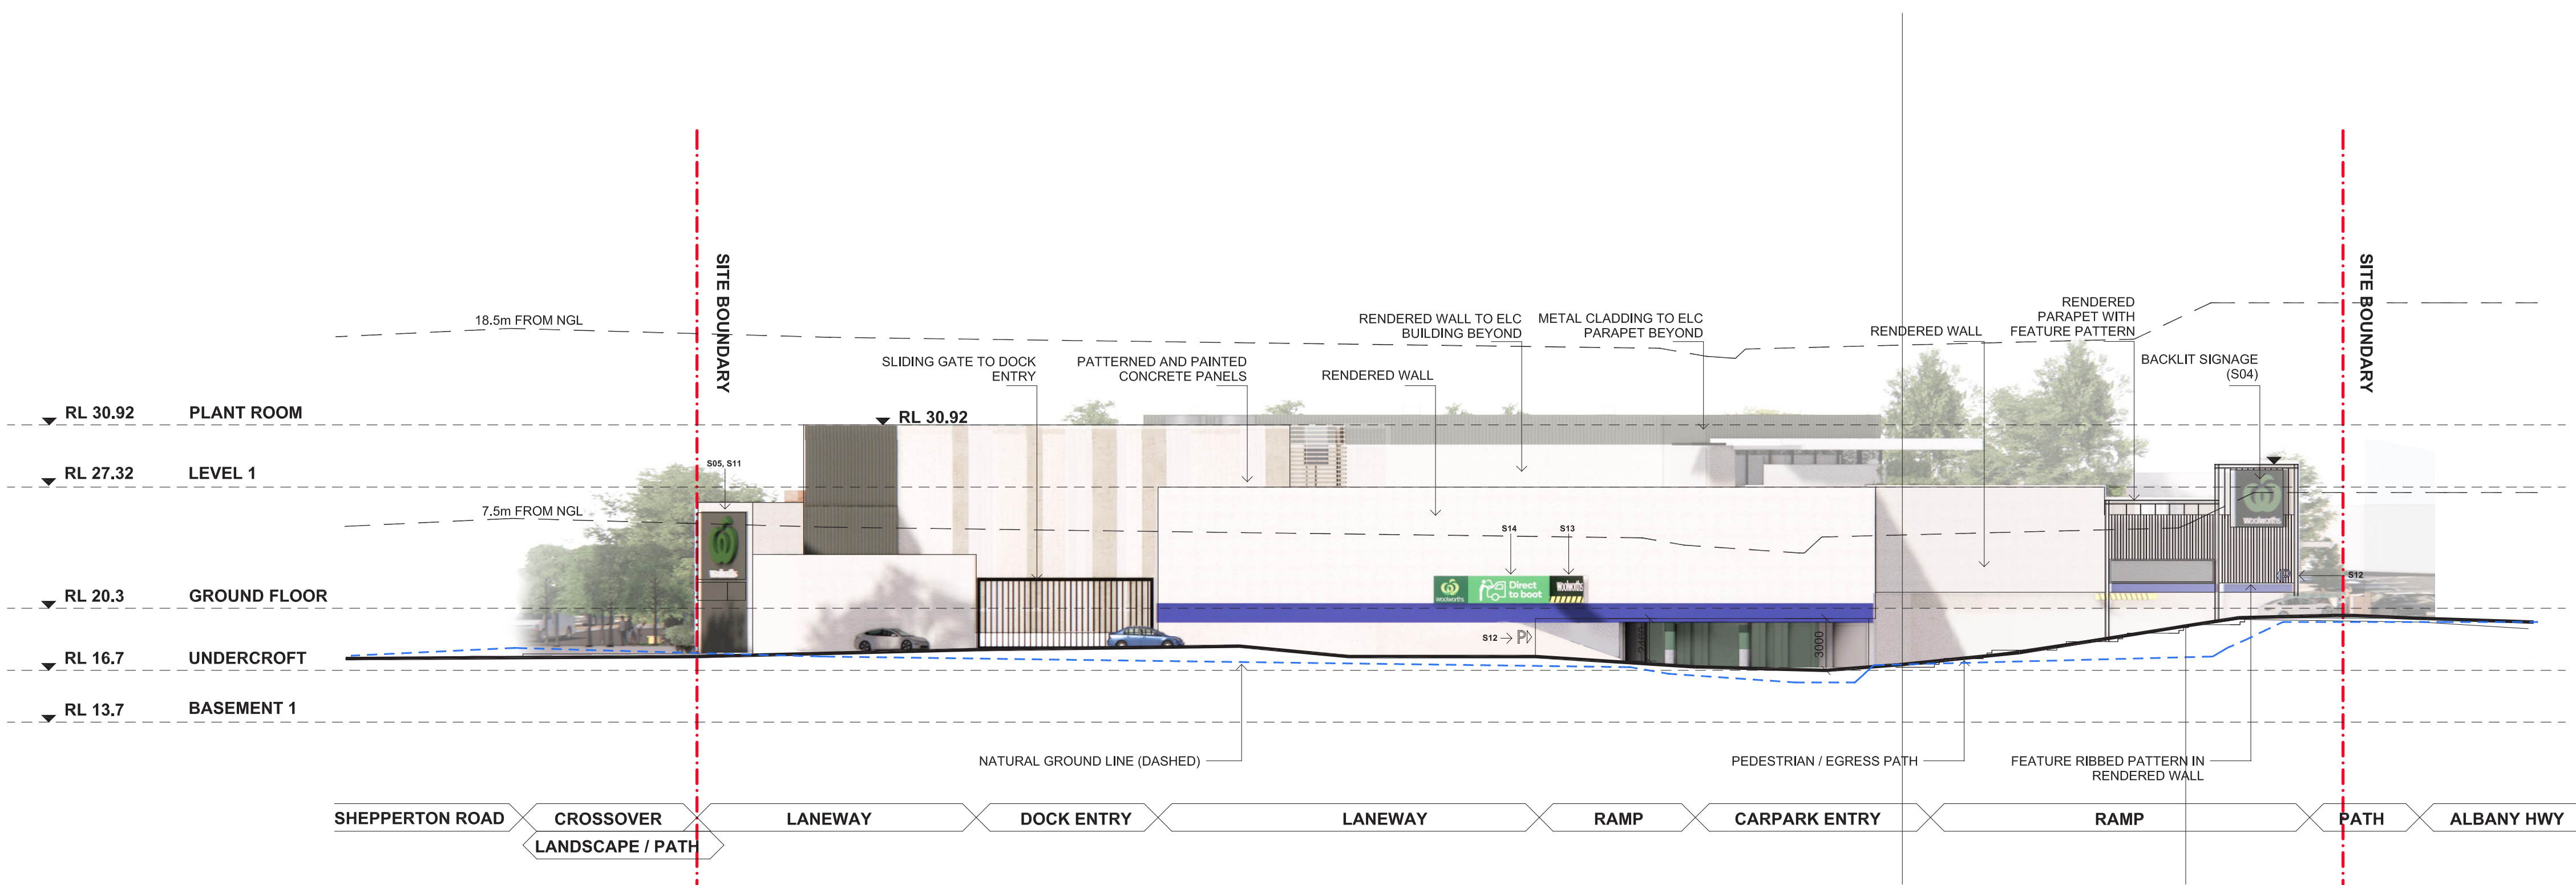 SITE BOUNDARY
SITE BOUNDARY
18.5m FROM NGL
RENDERED WALL TO ELC
BUILDING BEYOND
METAL CLADDING TO ELC
PARAPET BEYOND
RENDERED WALL
RENDERED
PARAPET WITH
FEATURE PATTERN
SLIDING GATE TO DOCK
ENTRY
PATTERNED AND PAINTED
CONCRETE PANELS
RENDERED WALL
BACKLIT SIGNAGE
(S04)
RL 30.92 PLANT ROOM
RL 30.92
RL 27.32 LEVEL 1
S05, S11
7.5m FROM NGL
S14
S13
woolworths
woolworths
Direct
to boot
woolworths
S12
RL 20.3 GROUND FLOOR
S12
P
3000
RL 16.7 UNDERCROFT
RL 13.7 BASEMENT 1
NATURAL GROUND LINE (DASHED)
PEDESTRIAN / EGRESS PATH
FEATURE RIBBED PATTERN IN
RENDERED WALL
SHEPPERTON ROAD
CROSSOVER
LANEWAY
DOCK ENTRY
LANEWAY
RAMP
CARPARK ENTRY
RAMP
PATH
ALBANY HWY
LANDSCAPE / PATH